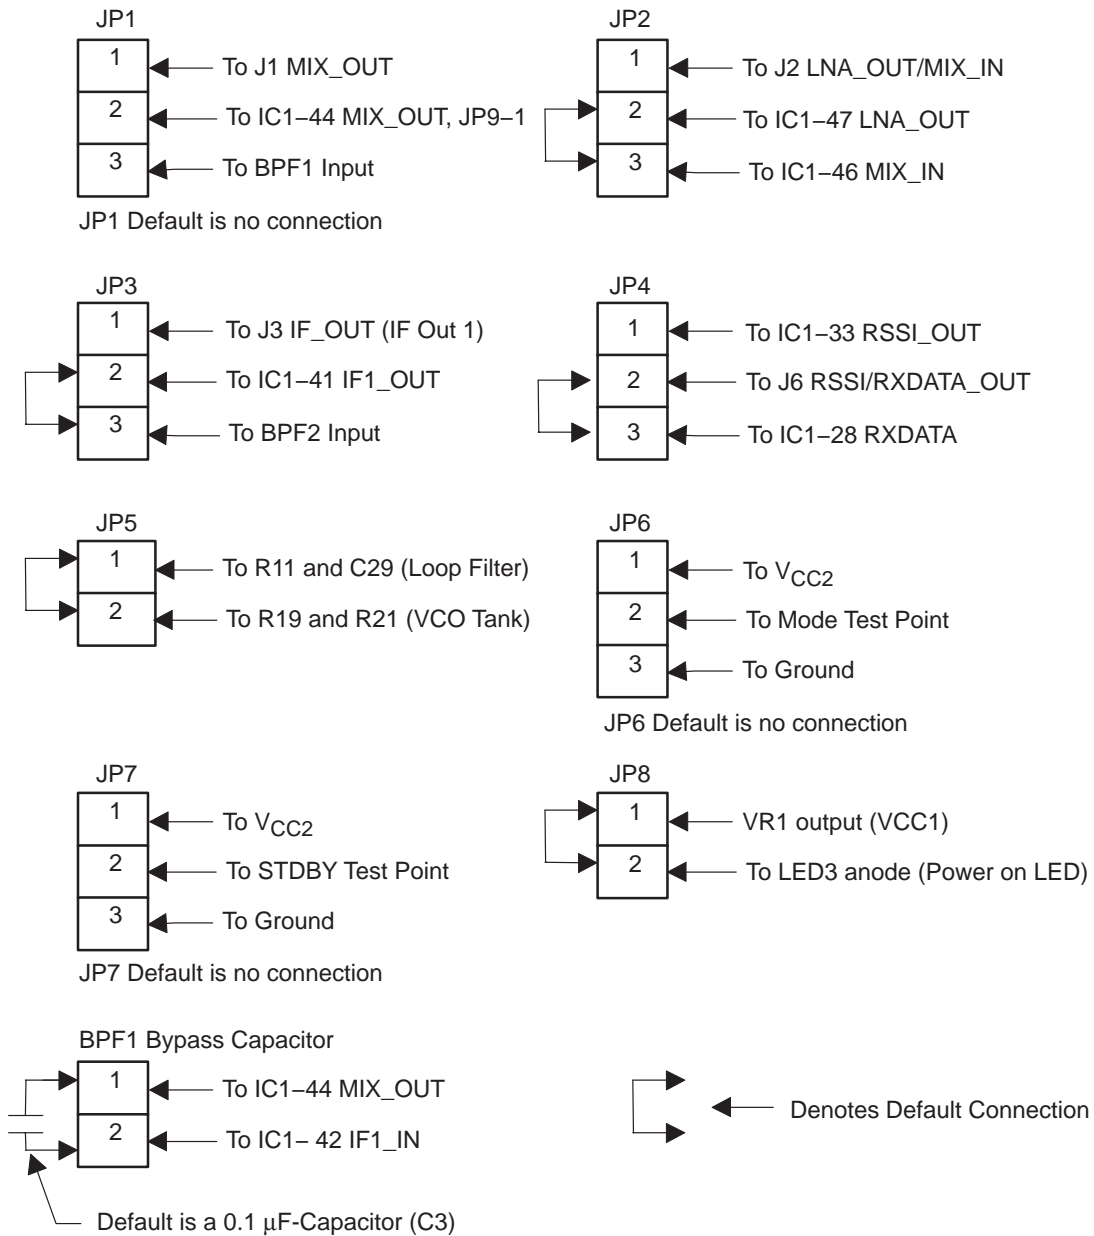 JP1
1 To J1 MIX_OUT
2 To IC1–44 MIX_OUT, JP9–1
3 To BPF1 Input
JP1 Default is no connection
JP2
1 To J2 LNA_OUT/MIX_IN
2 To IC1–47 LNA_OUT
3 To IC1–46 MIX_IN
JP3
1 To J3 IF_OUT (IF Out 1)
2 To IC1–41 IF1_OUT
3 To BPF2 Input
JP4
1 To IC1–33 RSSI_OUT
2 To J6 RSSI/RXDATA_OUT
3 To IC1–28 RXDATA
JP5
1 To R11 and C29 (Loop Filter)
2 To R19 and R21 (VCO Tank)
JP6
1 To VCC2
2 To Mode Test Point
3 To Ground
JP6 Default is no connection
JP7
1 To VCC2
2 To STDBY Test Point
3 To Ground
JP7 Default is no connection
JP8
1 VR1 output (VCC1)
2 To LED3 anode (Power on LED)
BPF1 Bypass Capacitor
1 To IC1–44 MIX_OUT
2 To IC1– 42 IF1_IN
Default is a 0.1 μF-Capacitor (C3)
Denotes Default Connection